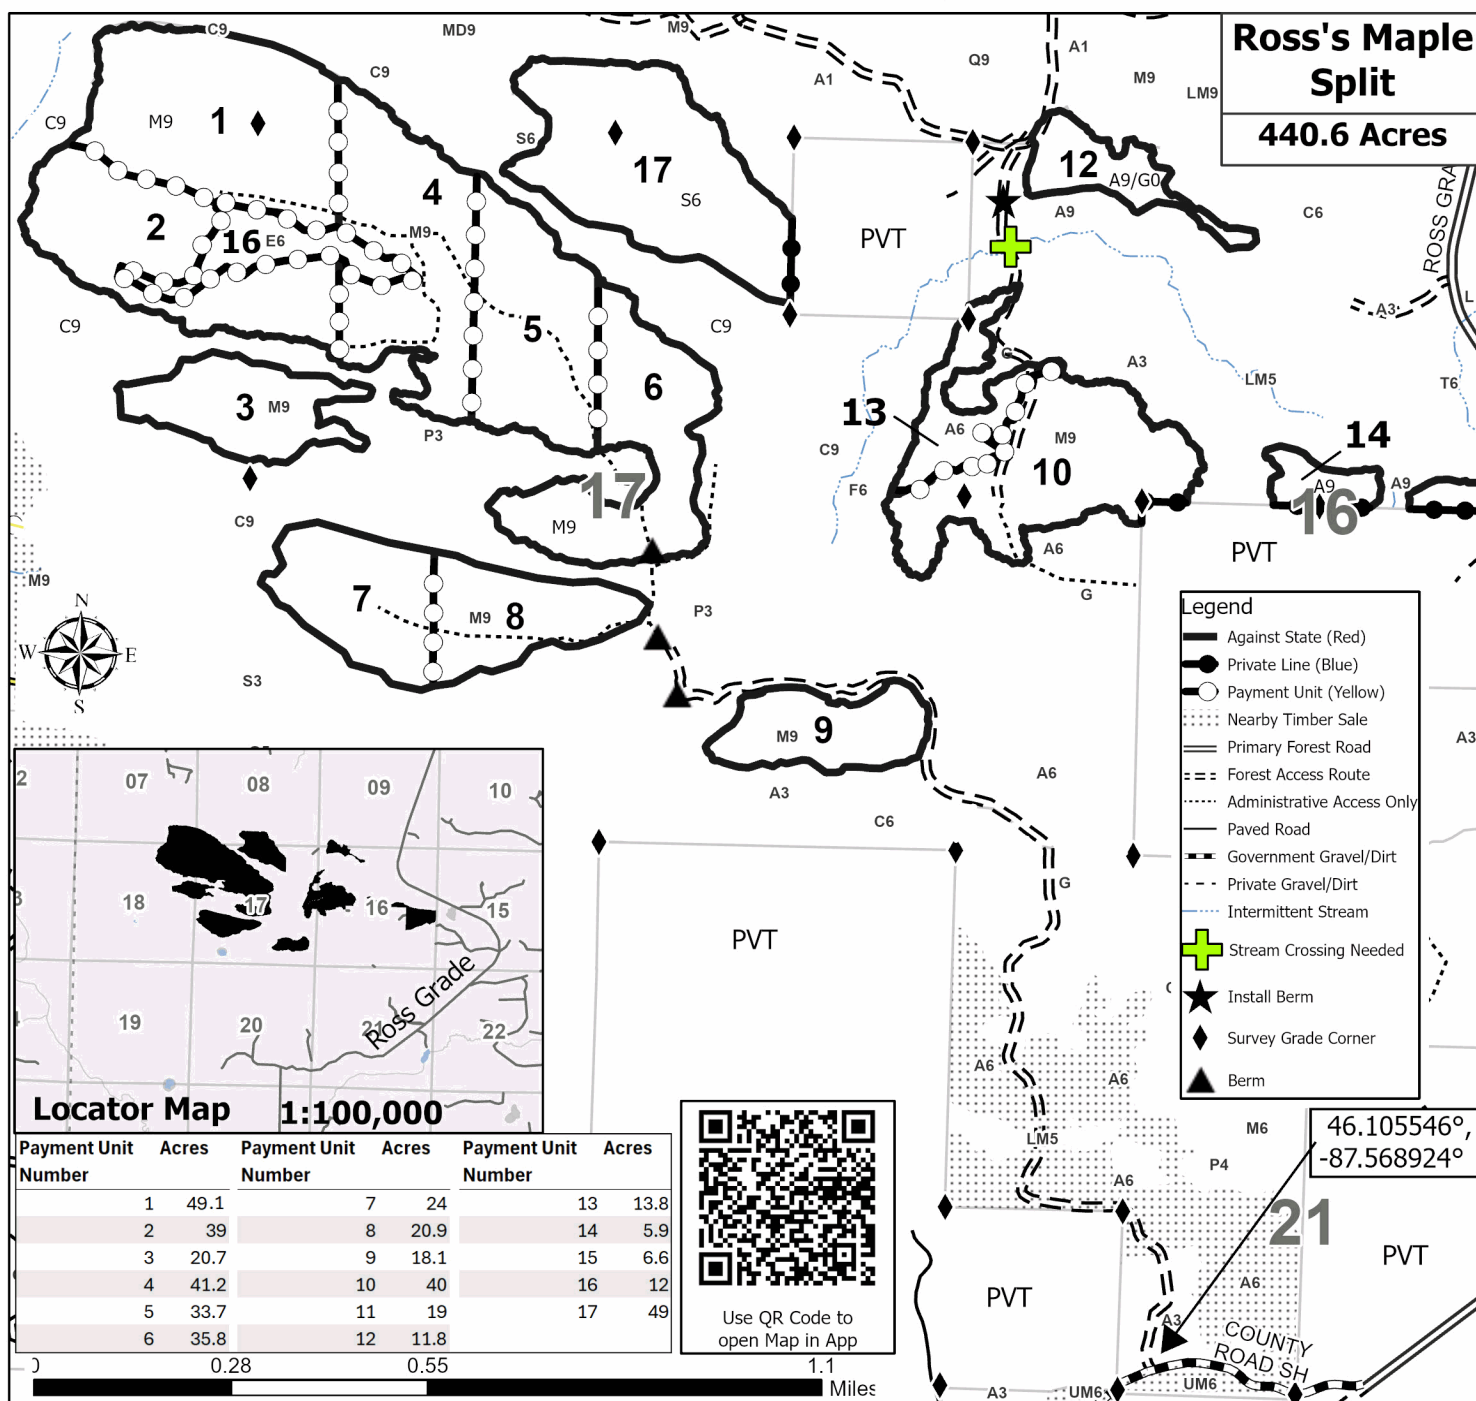 Ross's Maple
Split
440.6 Acres
C9
MD9
M9
C9
A1
Q9
A1
M9
LM9
C9
M9
1
S6
17
S6
12
A9/G0
A9
C6
ROSS GRA
4
2
16
E6
M9
PVT
C9
C9
5
6
3
M9
P3
G
A3
LM5
A3
L
T6
13
A6
M9
10
C9
F6
14
A9
A9
16
PVT
17
M9
C9
M9
A6
G
7
M9
8
P3
N
W
E
S
S3
M9
9
A3
A6
C6
A3
G
PVT
A6
A6
LM5
A6
M6
P4
21
PVT
A6
PVT
A3
COUNTY
ROAD SH
A3
UM6
UM6
46.105546°,
-87.568924°
Legend
Against State (Red)
Private Line (Blue)
Payment Unit (Yellow)
Nearby Timber Sale
Primary Forest Road
Forest Access Route
Administrative Access Only
Paved Road
Government Gravel/Dirt
Private Gravel/Dirt
Intermittent Stream
Stream Crossing Needed
Install Berm
Survey Grade Corner
Berm
2
07
08
09
10
18
17
16
15
19
20
21
22
Ross Grade
Locator Map 1:100,000
Payment Unit Number Acres Payment Unit Number Acres Payment Unit Number Acres
1 49.1 7 24 13 13.8
2 39 8 20.9 14 5.9
3 20.7 9 18.1 15 6.6
4 41.2 10 40 16 12
5 33.7 11 19 17 49
6 35.8 12 11.8
Use QR Code to
open Map in App
0.28 0.55 1.1
Miles